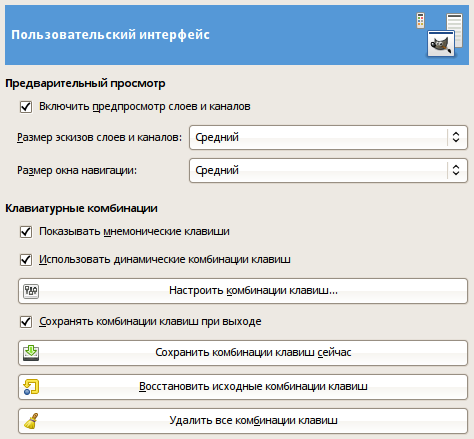 Пользовательский интерфейс
Предварительный просмотр
Включить предпросмотр слоев и каналов
Размер эскизов слоев и каналов: Средний
Размер окна навигации: Средний
Клавиатурные комбинации
Показывать мнемонические клавиши
Использовать динамические комбинации клавиш
Настроить комбинации клавиш...
Сохранять комбинации клавиш при выходе
Сохранить комбинации клавиш сейчас
Восстановить исходные комбинации клавиш
Удалить все комбинации клавиш